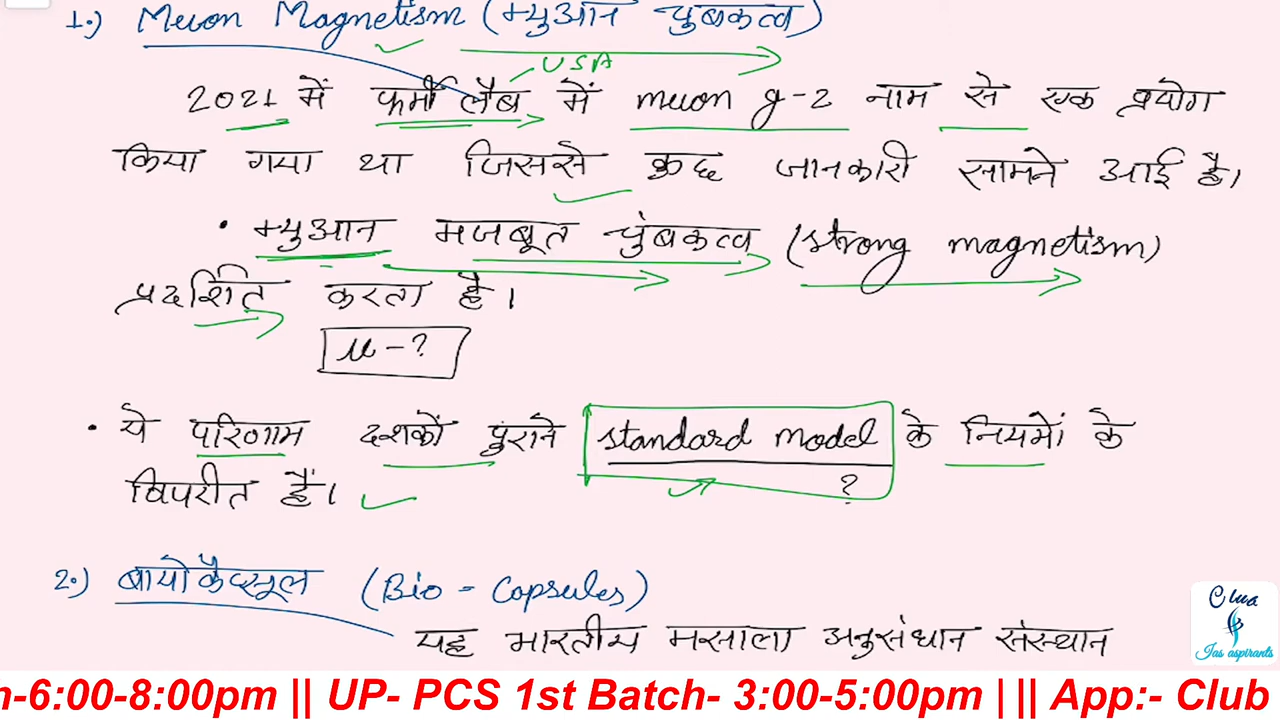 1.) Muon Magnetism (म्युआन चुंबकत्व)
USA
2021 में फर्मी लैब में muon g-2 नाम से एक प्रयोग
किया गया था जिससे कुछ जानकारी सामने आई है।
• म्युआन मजबूत चुंबकत्व (strong magnetism)
प्रदर्शित करता है।
μ-?
• ये परिणाम दशकों पुराने standard model के नियमों के
?
विपरीत हैं।
2.) बायोकैप्सूल (Bio - Capsules)
यह भारतीय मसाला अनुसंधान संस्थान
Club
Ias aspirants
h-6:00-8:00pm || UP- PCS 1st Batch- 3:00-5:00pm | || App:- Club